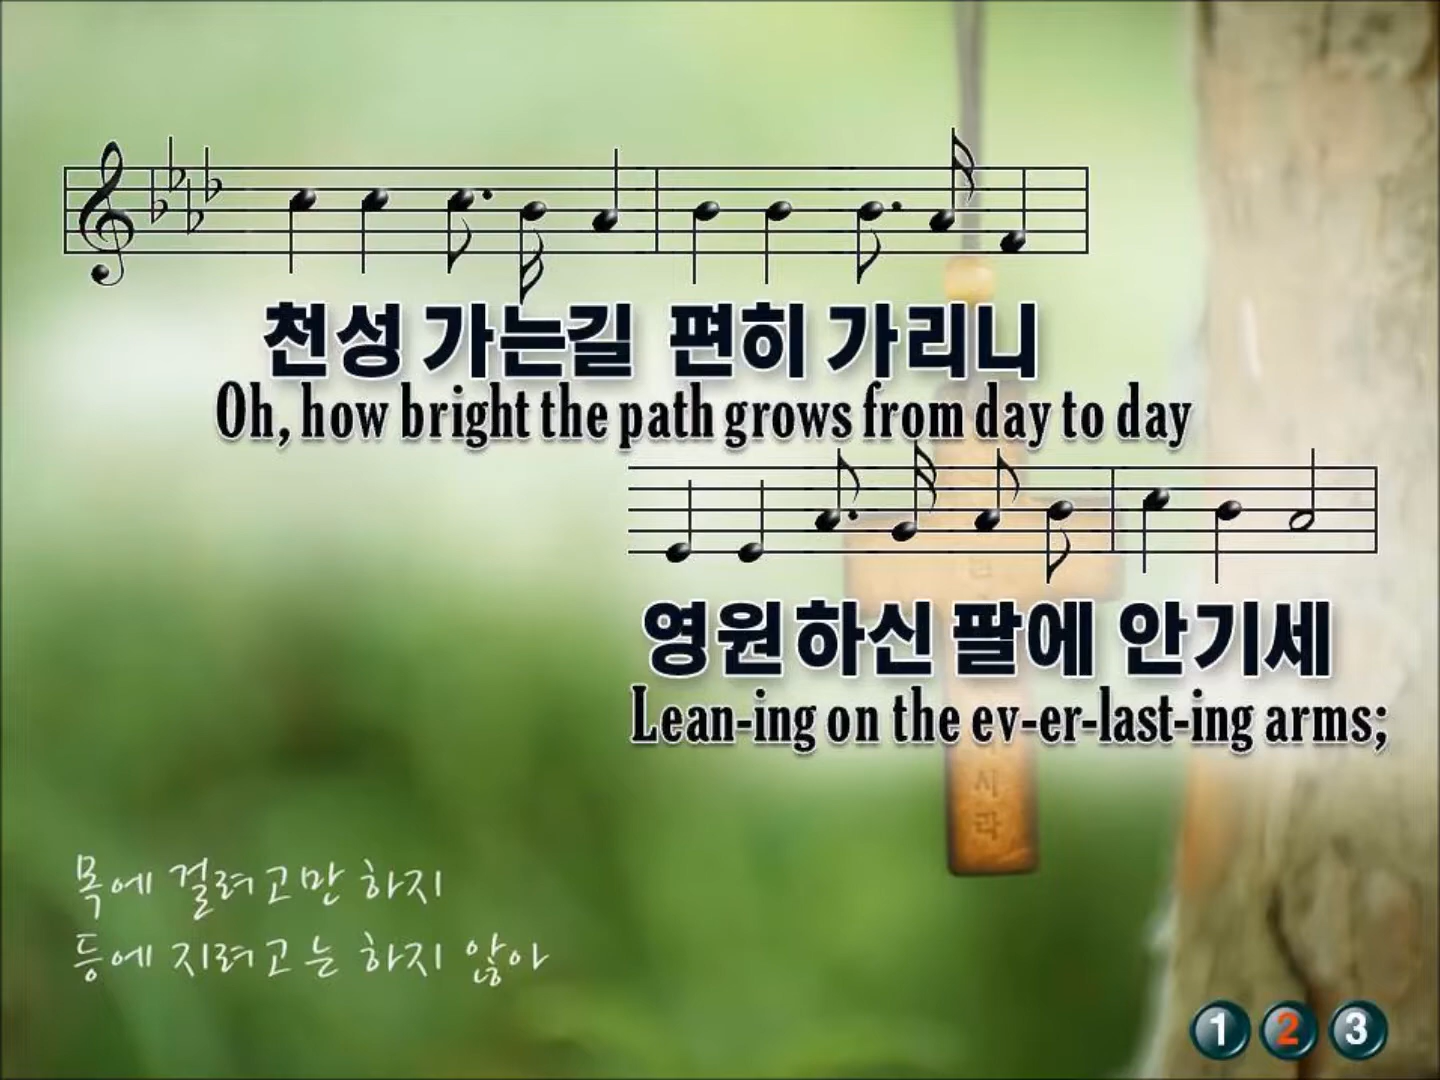 천성 가는길 편히 가리니
Oh, how bright the path grows from day to day
영원하신 팔에 안기세
Lean-ing on the ev-er-last-ing arms;
시
라
목에 걸려고만 하지
등에 지려고는 하지 않아
1 2 3